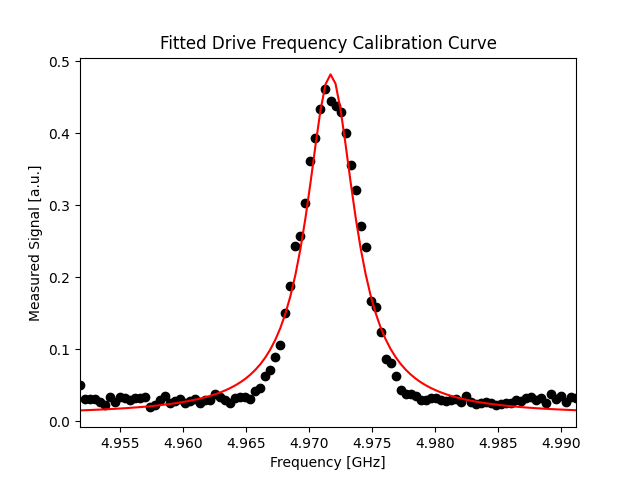 Fitted Drive Frequency Calibration Curve
0.5
0.4
0.3
0.2
0.1
0.0
Measured Signal [a.u.]
4.955 4.960 4.965 4.970 4.975 4.980 4.985 4.990
Frequency [GHz]